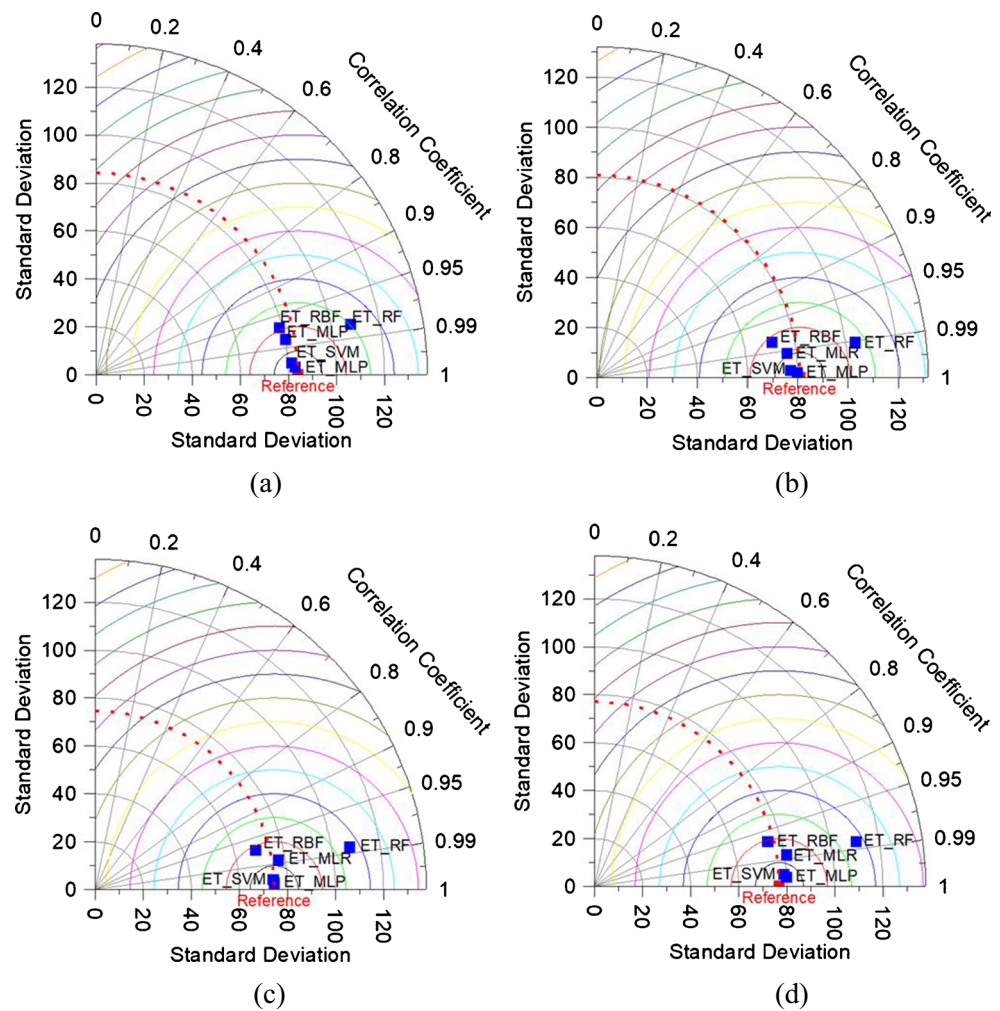 0
0.2
0.4
0.6
0.8
0.9
0.95
0.99
1
Correlation Coefficient
Standard Deviation
120
100
80
60
40
20
0
ET_RBF
ET_RF
ET_MLP
ET_SVM
ET_MLP
Reference
0
20
40
60
80
100
120
Standard Deviation
(a)
0
0.2
0.4
0.6
0.8
0.9
0.95
0.99
1
Correlation Coefficient
Standard Deviation
120
100
80
60
40
20
0
ET_RBF
ET_RF
ET_MLR
ET_SVM
ET_MLP
Reference
0
20
40
60
80
100
120
Standard Deviation
(b)
0
0.2
0.4
0.6
0.8
0.9
0.95
0.99
1
Correlation Coefficient
Standard Deviation
120
100
80
60
40
20
0
ET_RBF
ET_RF
ET_MLR
ET_SVM
ET_MLP
Reference
0
20
40
60
80
100
120
Standard Deviation
(c)
0
0.2
0.4
0.6
0.8
0.9
0.95
0.99
1
Correlation Coefficient
Standard Deviation
120
100
80
60
40
20
0
ET_RBF
ET_RF
ET_MLR
ET_SVM
ET_MLP
Reference
0
20
40
60
80
100
120
Standard Deviation
(d)